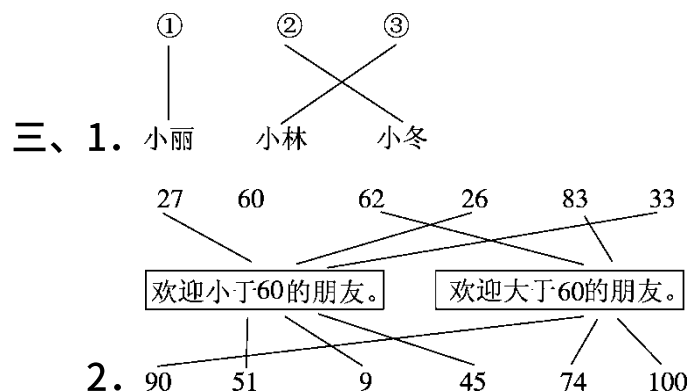 ① ② ③
三、1. 小丽 小林 小冬
27 60 62 26 83 33
欢迎小于60的朋友。 欢迎大于60的朋友。
2. 90 51 9 45 74 100